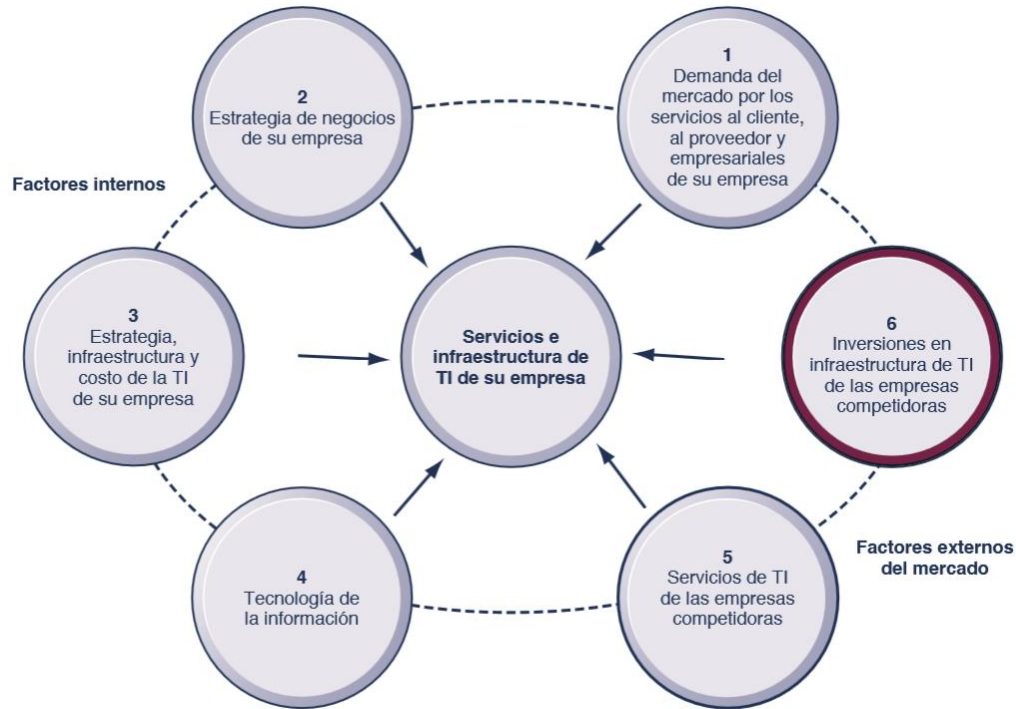 1
Demanda del
mercado por los
servicios al cliente,
al proveedor y
empresariales
de su empresa
2
Estrategia de negocios
de su empresa
Factores internos
3
Estrategia,
infraestructura y
costo de la TI
de su empresa
Servicios e
infraestructura de
TI de su empresa
6
Inversiones en
infraestructura de TI
de las empresas
competidoras
4
Tecnología de
la información
5
Servicios de TI
de las empresas
competidoras
Factores externos
del mercado